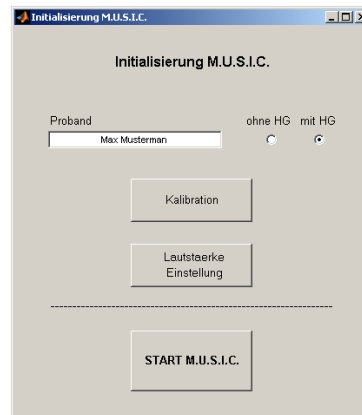 Initialisierung M.U.S.I.C.
Initialisierung M.U.S.I.C.
Proband ohne HG mit HG
Max Musterman
Kalibration
Lautstaerke
Einstellung
START M.U.S.I.C.